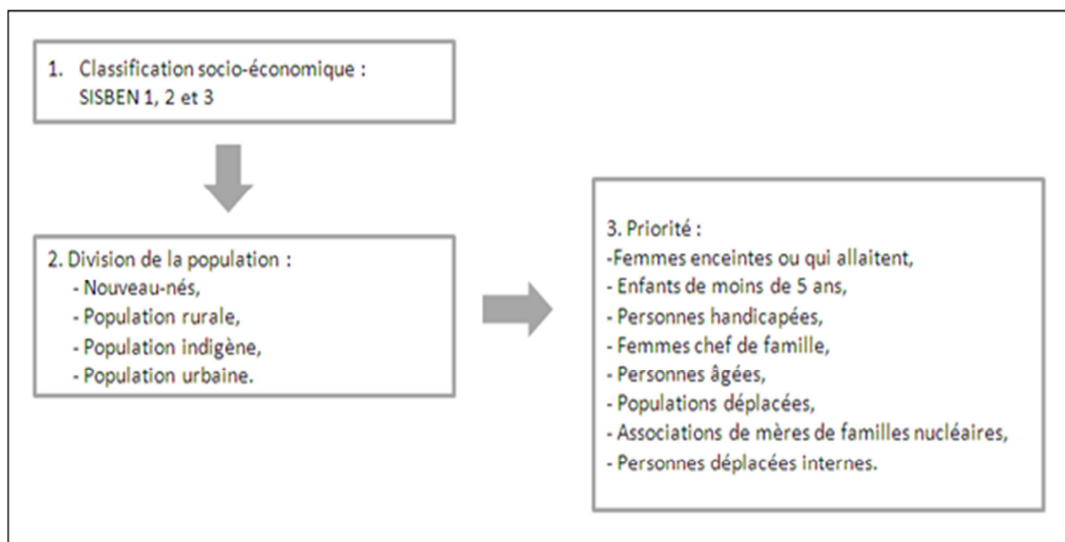 1. Classification socio-économique :
SISBEN 1, 2 et 3
2. Division de la population :
- Nouveau-nés,
- Population rurale,
- Population indigène,
- Population urbaine.
3. Priorité :
-Femmes enceintes ou qui allaitent,
- Enfants de moins de 5 ans,
- Personnes handicapées,
- Femmes chef de famille,
- Personnes âgées,
- Populations déplacées,
- Associations de mères de familles nucléaires,
- Personnes déplacées internes.